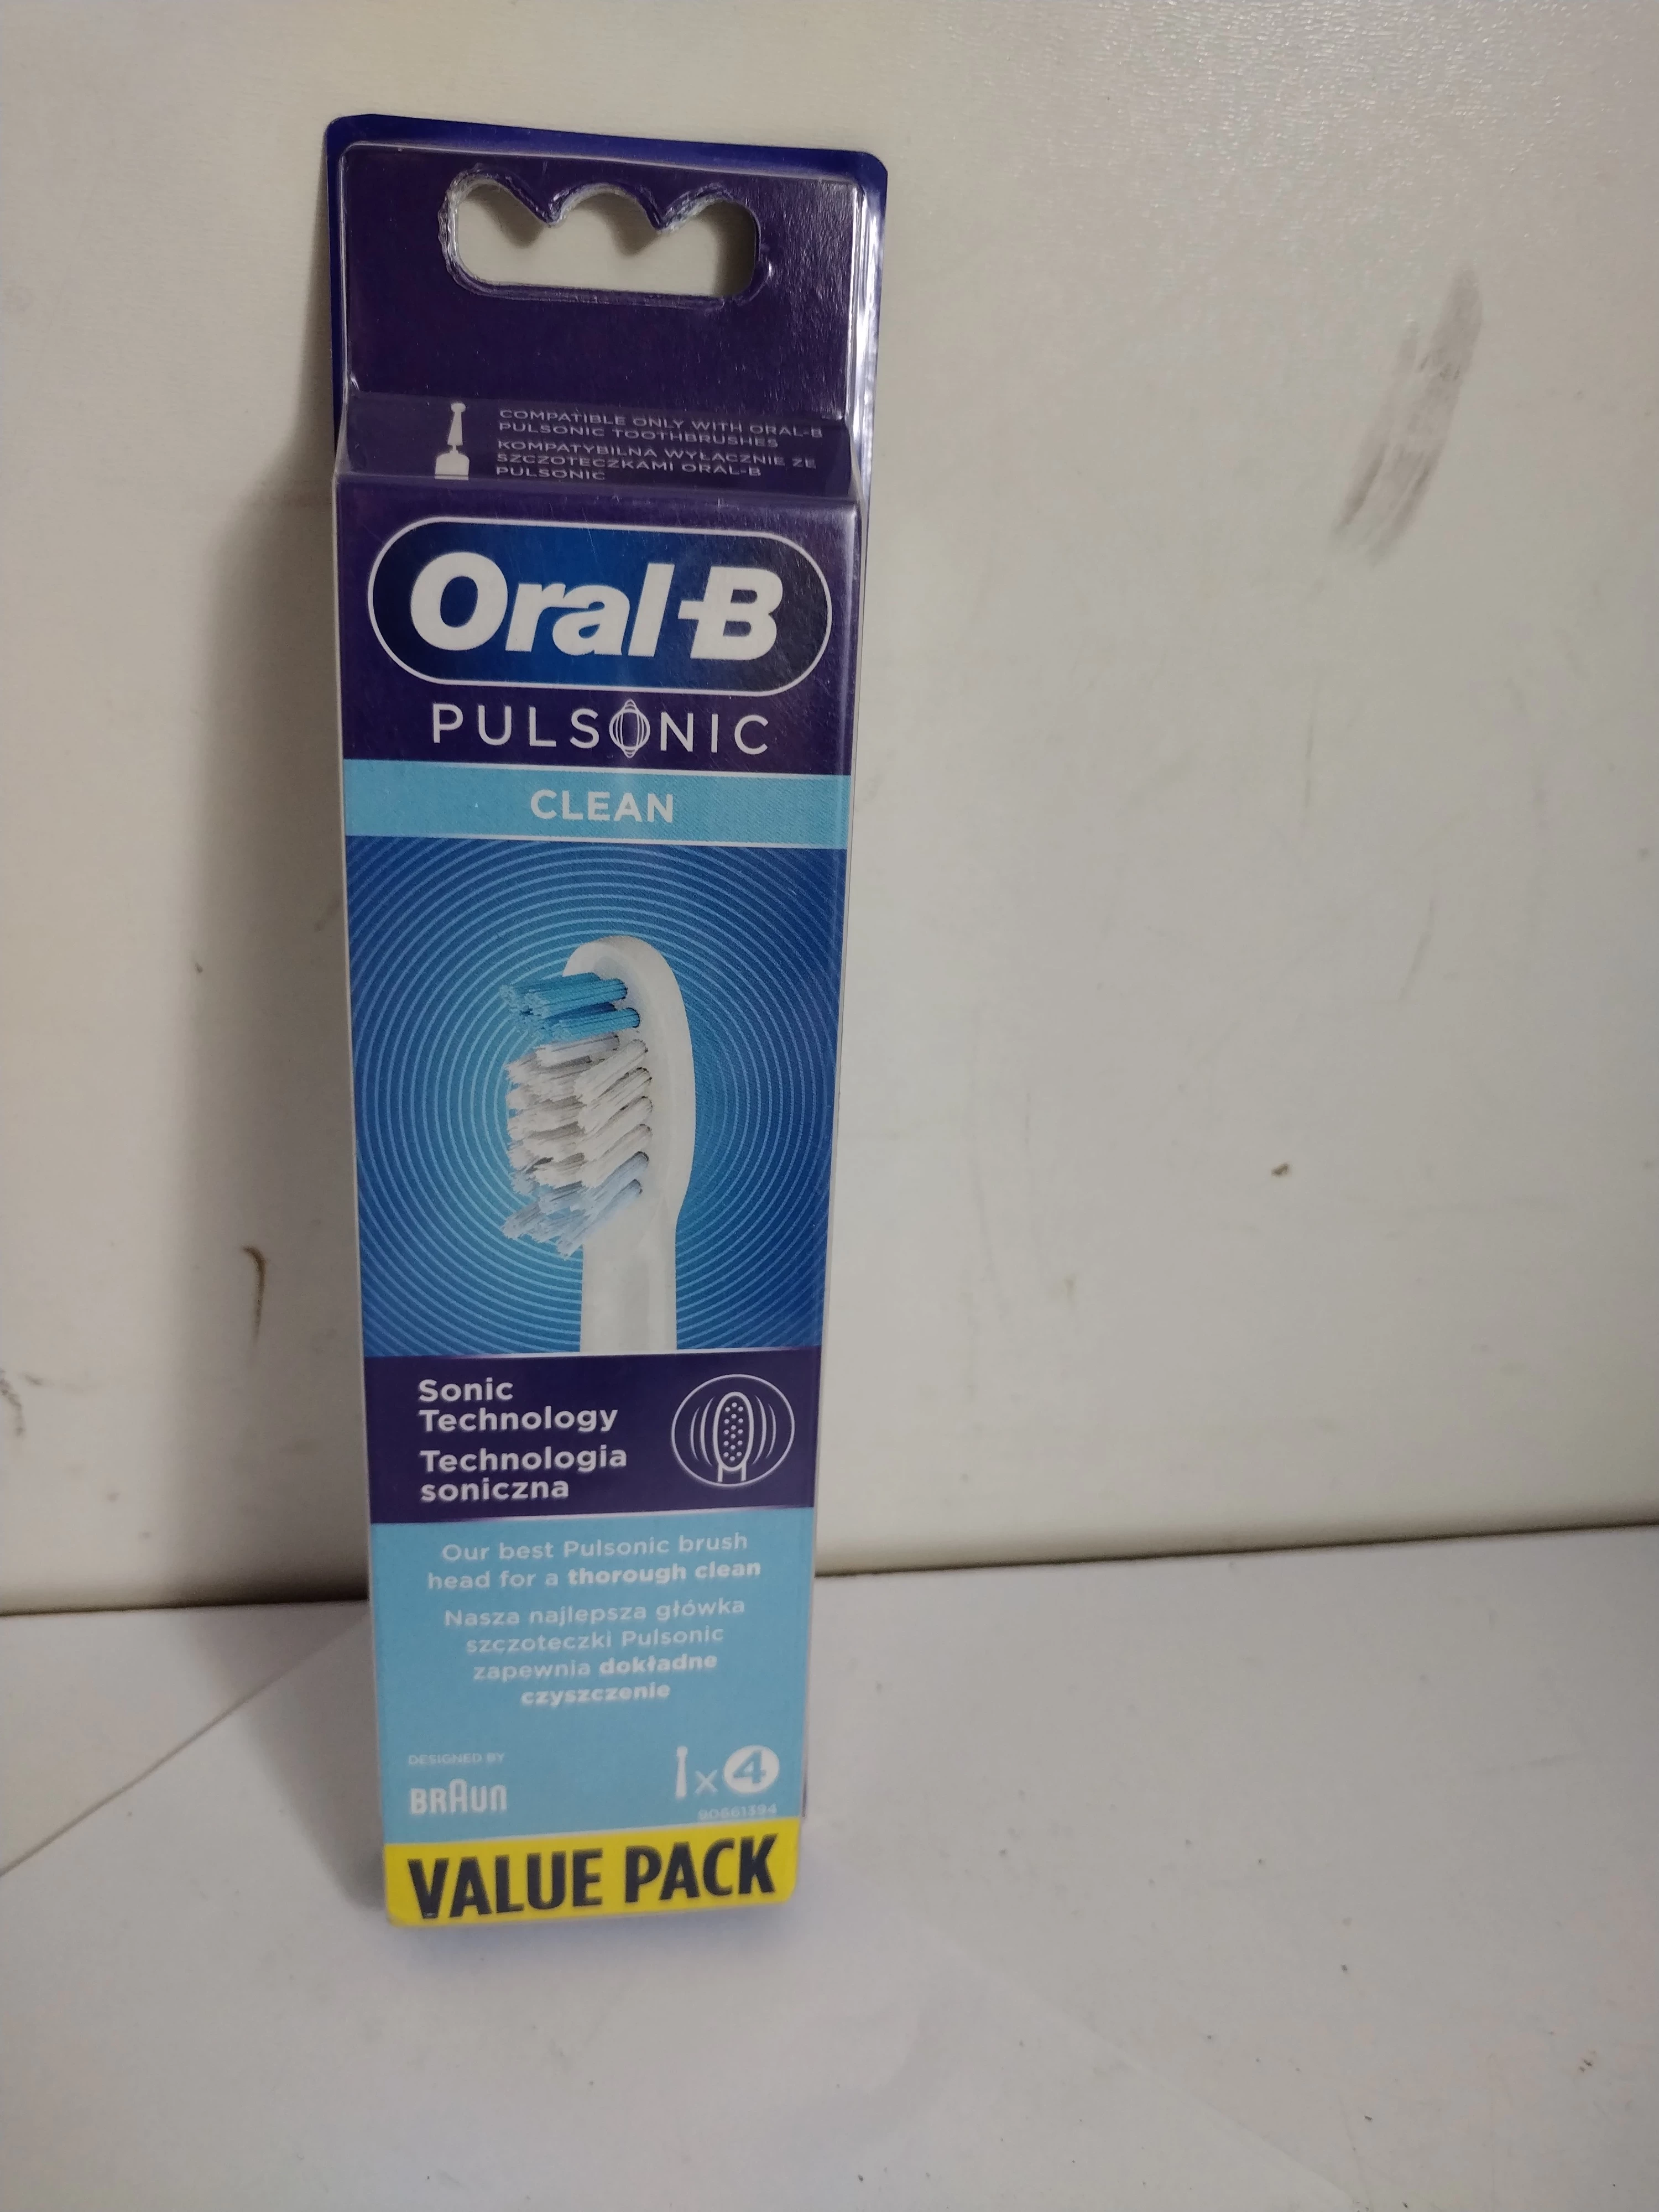 COMPATIBLE ONLY WITH ORAL-B
PULSONIC TOOTHBRUSHES
KOMPATYBILNA WYŁĄCZNIE ZE
SZCZOTECZKAMI ORAL-B
PULSONIC
Oral-B
PULSONIC
CLEAN
Sonic
Technology
Technologia
soniczna
Our best Pulsonic brush
head for a thorough clean
Nasza najlepsza główka
szczoteczki Pulsonic
zapewnia dokładne
czyszczenie
DESIGNED BY
BRAUN
x 4
90661394
VALUE PACK